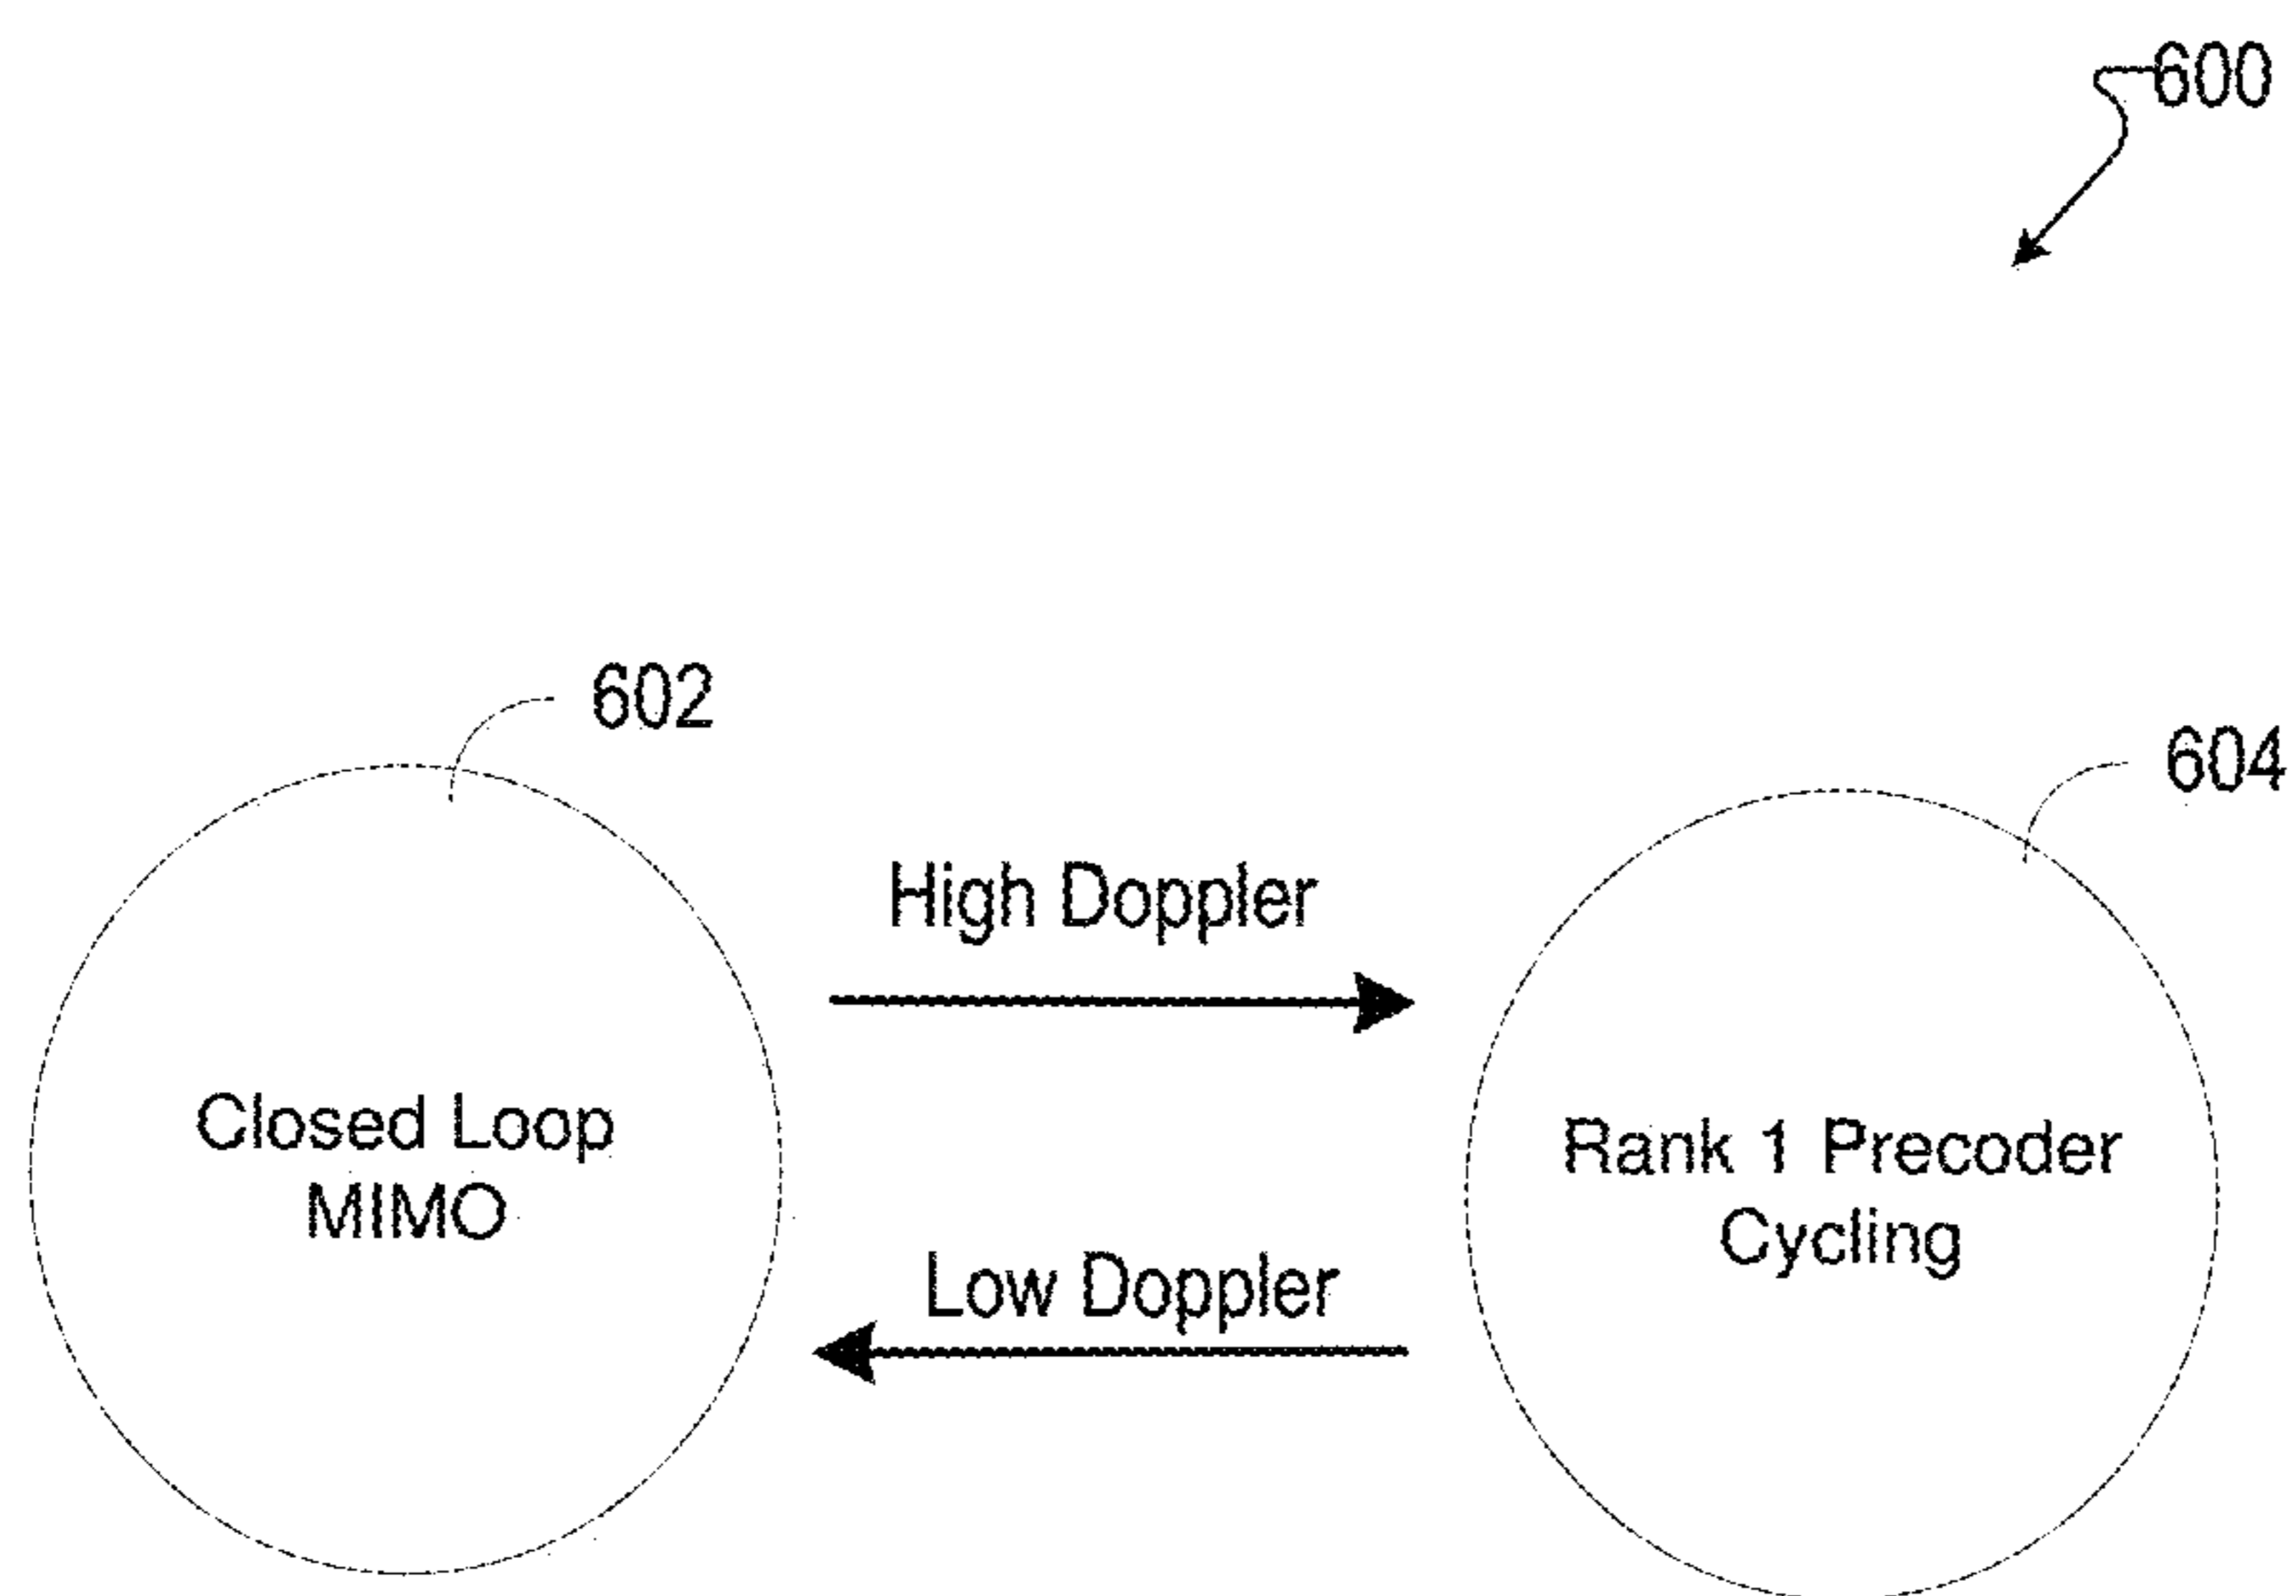 600
602
604
High Doppler
Closed Loop
MIMO
Rank 1 Precoder
Cycling
Low Doppler